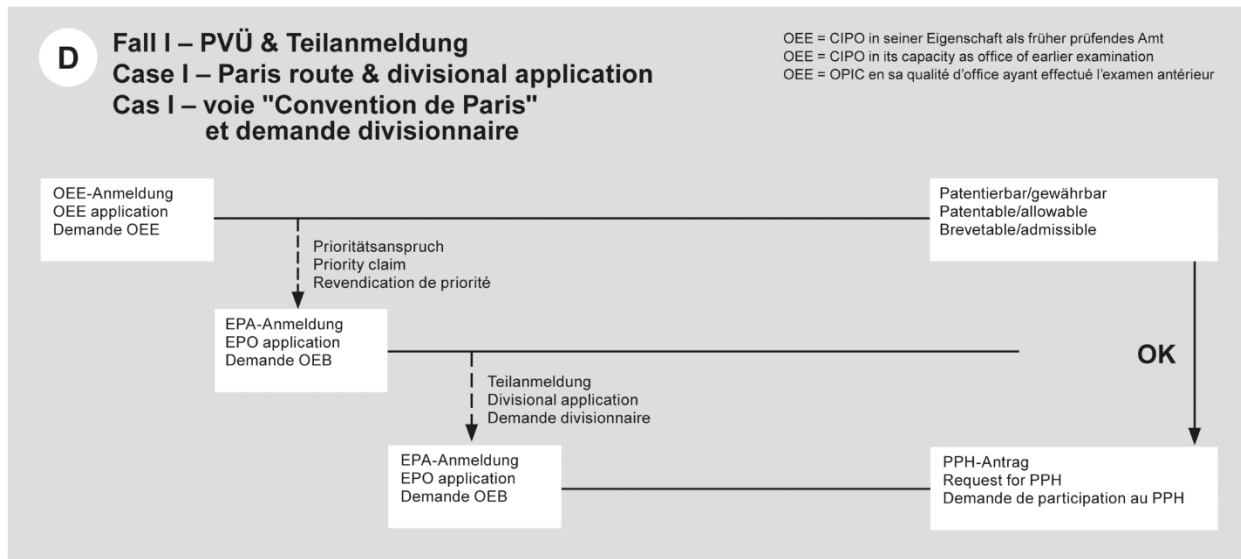 D
Fall I – PVÜ & Teilanmeldung
Case I – Paris route & divisional application
Cas I – voie "Convention de Paris"
et demande divisionnaire
OEE = CIPO in seiner Eigenschaft als früher prüfendes Amt
OEE = CIPO in its capacity as office of earlier examination
OEE = OPIC en sa qualité d'office ayant effectué l'examen antérieur
OEE-Anmeldung
OEE application
Demande OEE
Patentierbar/gewährbar
Patentable/allowable
Brevetable/admissible
Prioritätsanspruch
Priority claim
Revendication de priorité
EPA-Anmeldung
EPO application
Demande OEB
OK
Teilanmeldung
Divisional application
Demande divisionnaire
EPA-Anmeldung
EPO application
Demande OEB
PPH-Antrag
Request for PPH
Demande de participation au PPH